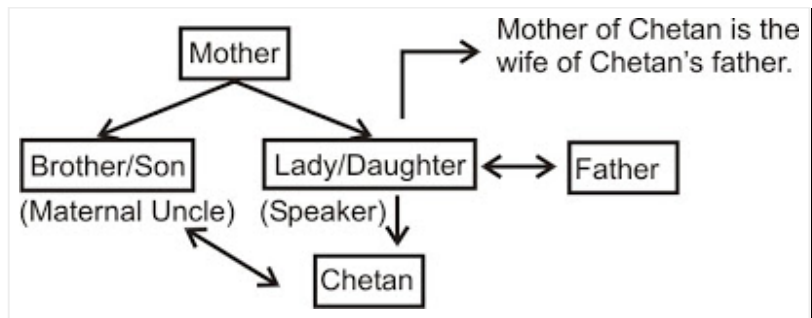 Mother of Chetan is the
wife of Chetan's father.
Mother
Brother/Son
Lady/Daughter
Father
(Maternal Uncle)
(Speaker)
Chetan